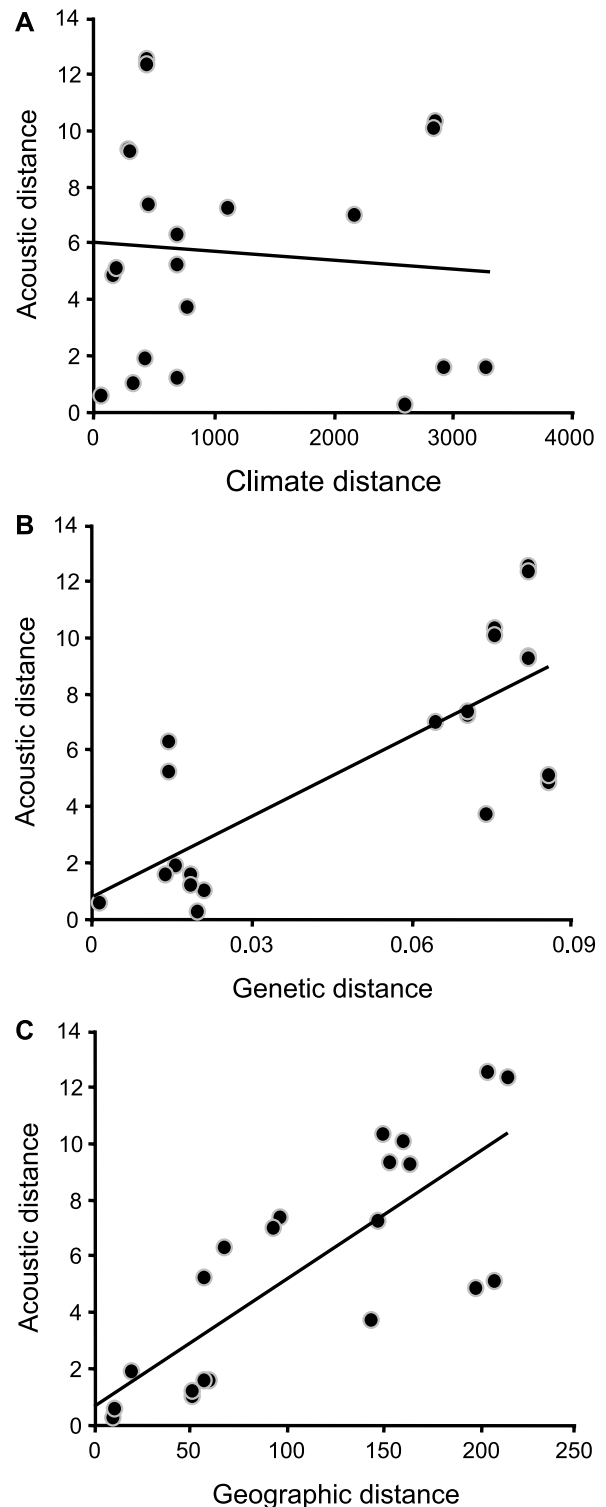 A
14
12
10
8
6
4
2
0
Acoustic distance
0 1000 2000 3000 4000
Climate distance
B
14
12
10
8
6
4
2
0
Acoustic distance
0 0.03 0.06 0.09
Genetic distance
C
14
12
10
8
6
4
2
0
Acoustic distance
0 50 100 150 200 250
Geographic distance